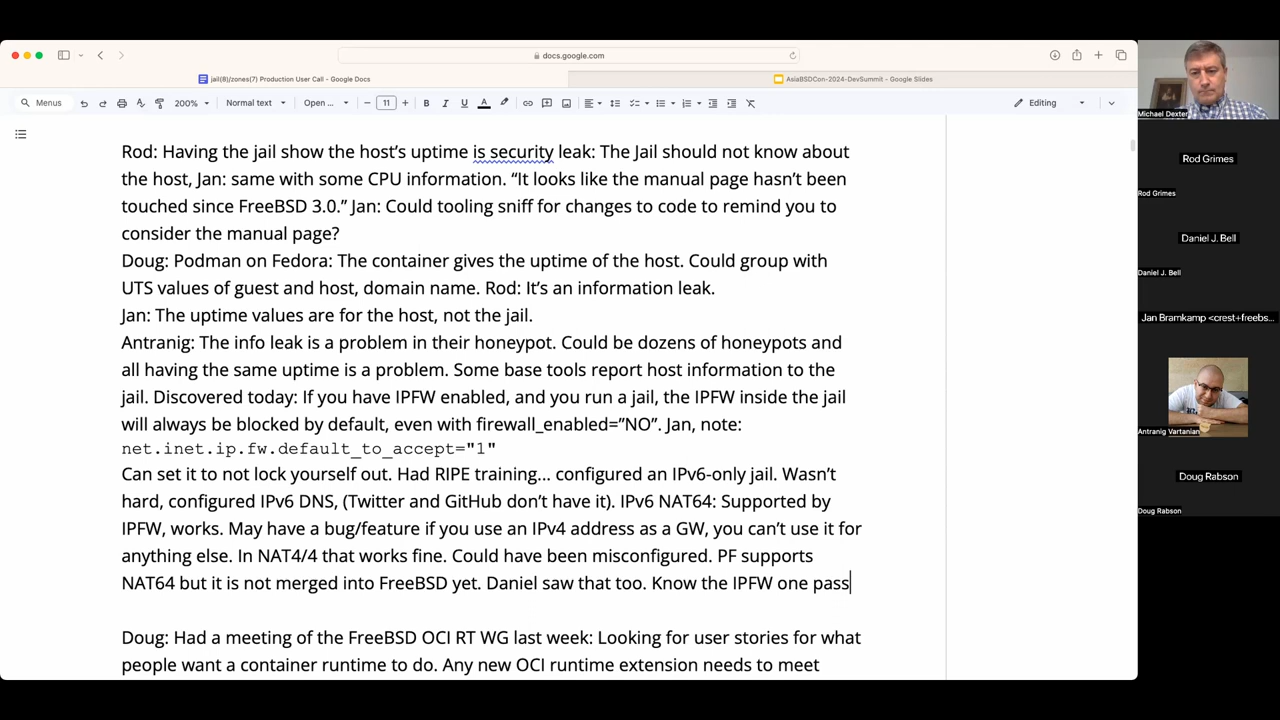 docs.google.com
jail(8)/zones(7) Production User Call - Google Docs
AsiaBSDCon-2024-DevSummit - Google Slides
Menus
200%
Normal text
Open ...
11
Editing
Rod: Having the jail show the host’s uptime is security leak: The Jail should not know about
the host, Jan: same with some CPU information. “It looks like the manual page hasn’t been
touched since FreeBSD 3.0.” Jan: Could tooling sniff for changes to code to remind you to
consider the manual page?
Doug: Podman on Fedora: The container gives the uptime of the host. Could group with
UTS values of guest and host, domain name. Rod: It’s an information leak.
Jan: The uptime values are for the host, not the jail.
Antranig: The info leak is a problem in their honeypot. Could be dozens of honeypots and
all having the same uptime is a problem. Some base tools report host information to the
jail. Discovered today: If you have IPFW enabled, and you run a jail, the IPFW inside the jail
will always be blocked by default, even with firewall_enabled=”NO”. Jan, note:
net.inet.ip.fw.default_to_accept="1"
Can set it to not lock yourself out. Had RIPE training… configured an IPv6-only jail. Wasn’t
hard, configured IPv6 DNS, (Twitter and GitHub don’t have it). IPv6 NAT64: Supported by
IPFW, works. May have a bug/feature if you use an IPv4 address as a GW, you can’t use it for
anything else. In NAT4/4 that works fine. Could have been misconfigured. PF supports
NAT64 but it is not merged into FreeBSD yet. Daniel saw that too. Know the IPFW one pass
Doug: Had a meeting of the FreeBSD OCI RT WG last week: Looking for user stories for what
people want a container runtime to do. Any new OCI runtime extension needs to meet
Michael Dexter
Rod Grimes
Rod Grimes
Daniel J. Bell
Daniel J. Bell
Jan Bramkamp <crest+freebs...
Antranig Vartanian
Doug Rabson
Doug Rabson